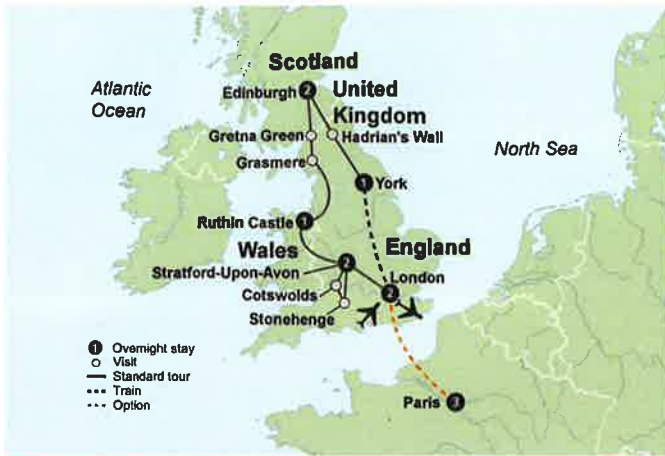 Scotland
Atlantic
Ocean
Edinburgh
2
United
Kingdom
Gretna Green
Hadrian's Wall
North Sea
Grasmere
1
York
Ruthin Castle
1
Wales
England
2
Stratford-Upon-Avon
London
Cotswolds
2
Stonehenge
1 Overnight stay
Visit
Standard tour
Train
Option
Paris
3